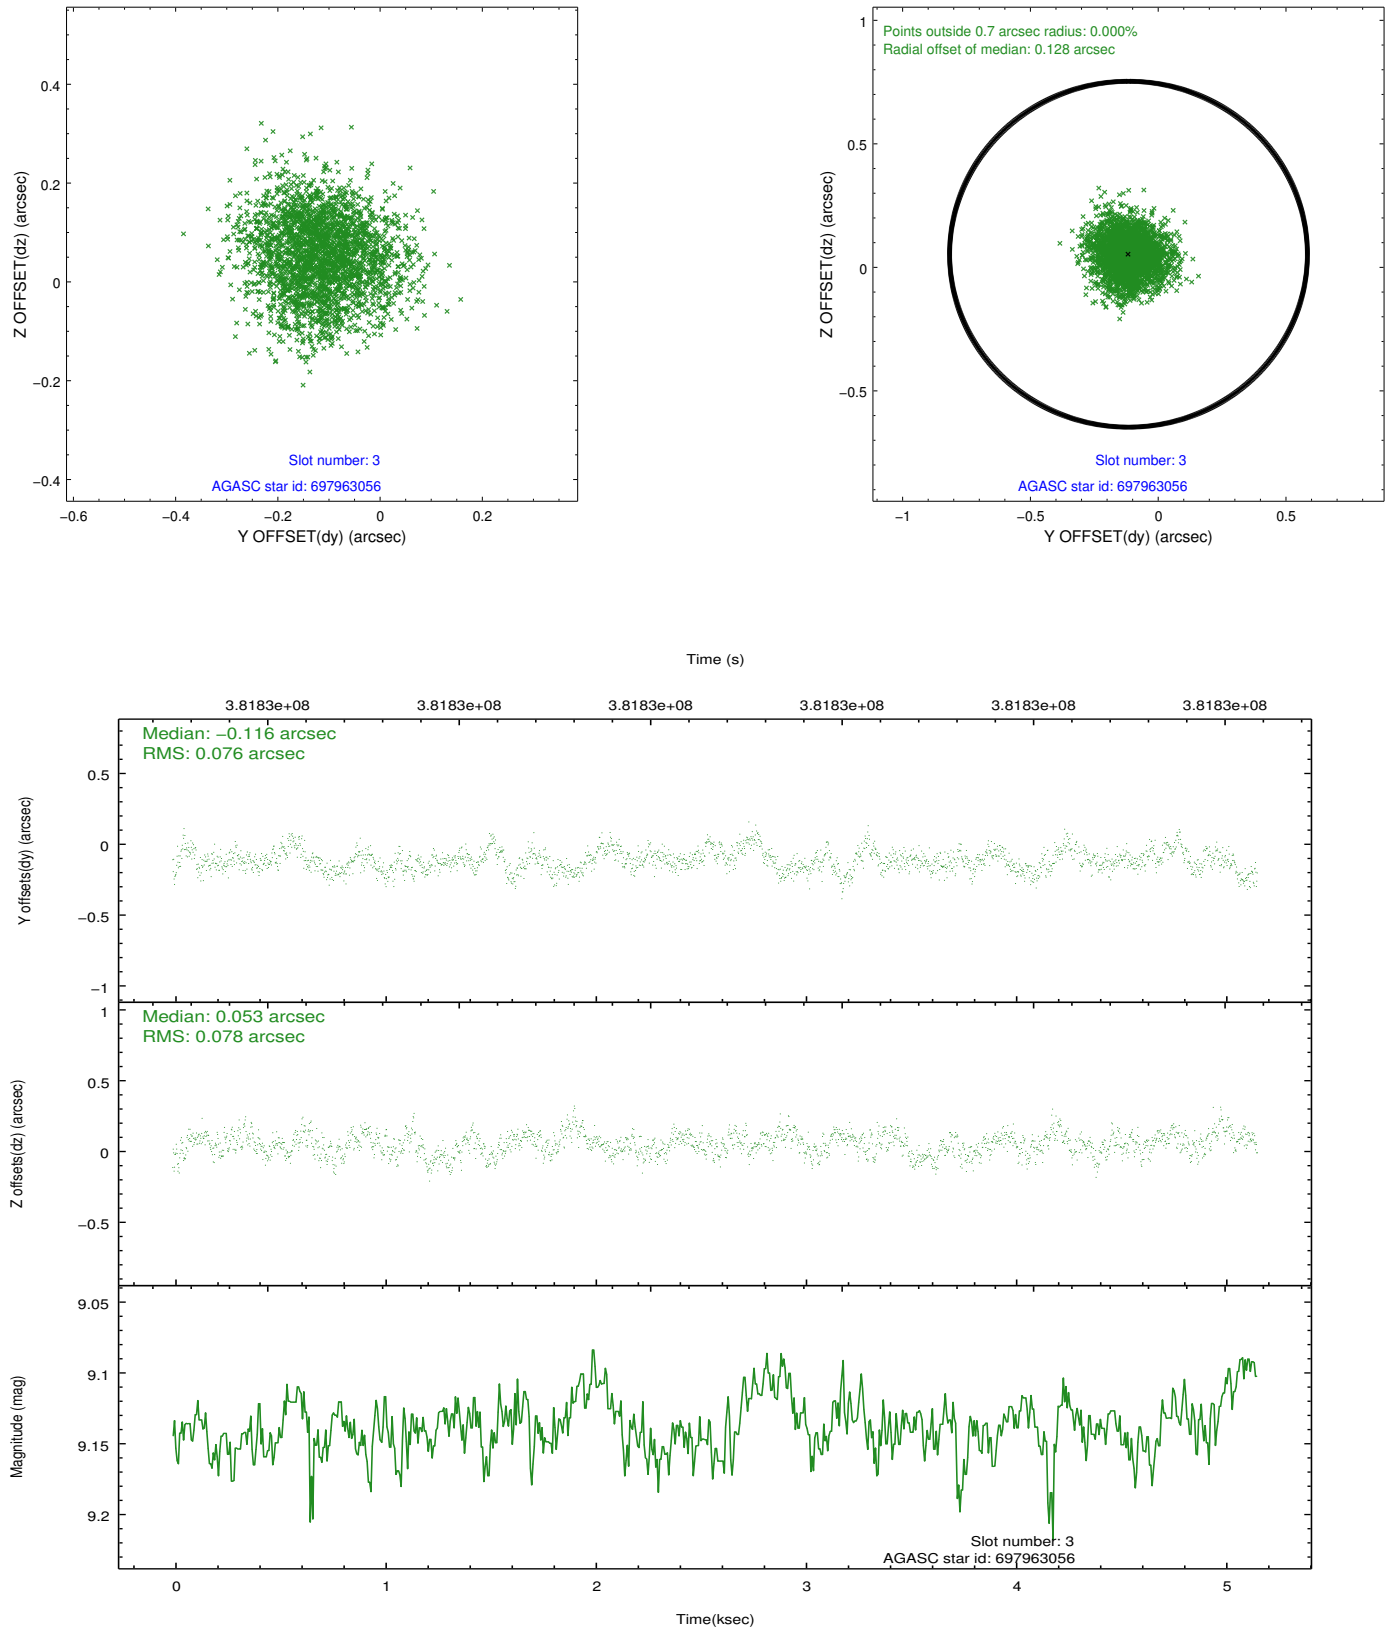 0.4
0.2
0
−0.2
−0.4
Z OFFSET(dz) (arcsec)
Slot number: 3
AGASC star id: 697963056
−0.6
−0.4
−0.2
0
0.2
Y OFFSET(dy) (arcsec)
Points outside 0.7 arcsec radius: 0.000%
Radial offset of median: 0.128 arcsec
1
0.5
0
−0.5
Z OFFSET(dz) (arcsec)
Slot number: 3
AGASC star id: 697963056
−1
−0.5
0
0.5
Y OFFSET(dy) (arcsec)
Time (s)
3.8183e+08
3.8183e+08
3.8183e+08
3.8183e+08
3.8183e+08
3.8183e+08
Median: −0.116 arcsec
RMS: 0.076 arcsec
0.5
0
−0.5
−1
Y offsets(dy) (arcsec)
Median: 0.053 arcsec
RMS: 0.078 arcsec
1
0.5
0
−0.5
Z offsets(dz) (arcsec)
9.05
9.1
9.15
9.2
Magnitude (mag)
Slot number: 3
AGASC star id: 697963056
0
1
2
3
4
5
Time(ksec)